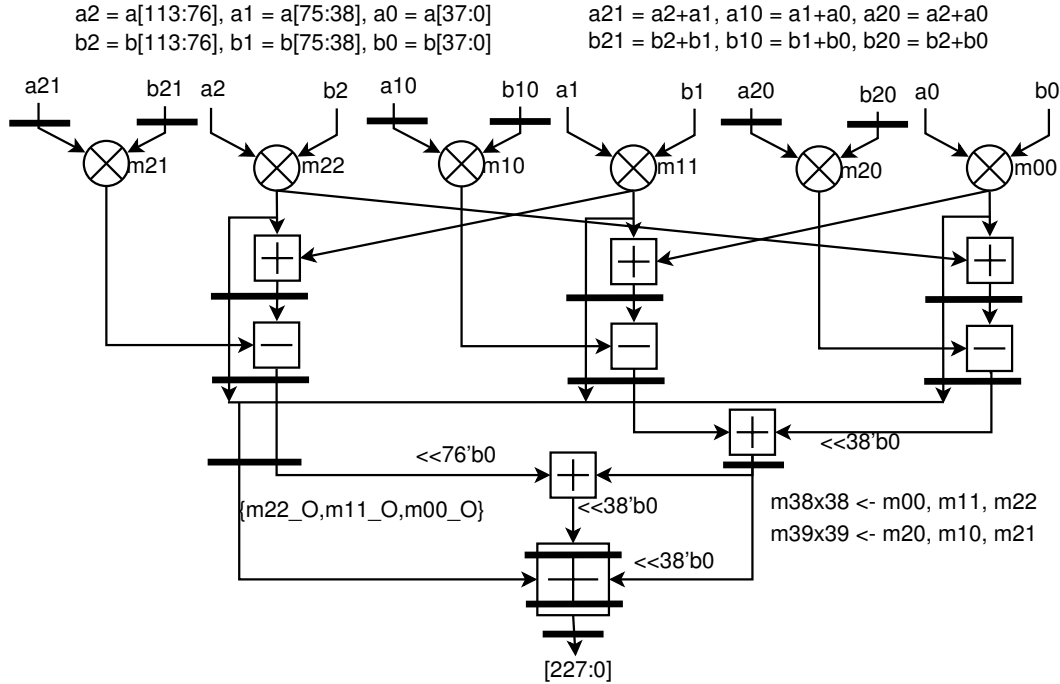 a2 = a[113:76], a1 = a[75:38], a0 = a[37:0]
a21 = a2+a1, a10 = a1+a0, a20 = a2+a0
b2 = b[113:76], b1 = b[75:38], b0 = b[37:0]
b21 = b2+b1, b10 = b1+b0, b20 = b2+b0
a21 b21 a2 b2 a10 b10 a1 b1 a20 b20 a0 b0
m21 m22 m10 m11 m20 m00
<<38'b0
<<76'b0
{m22_O,m11_O,m00_O}
<<38'b0
m38x38 <- m00, m11, m22
m39x39 <- m20, m10, m21
<<38'b0
[227:0]